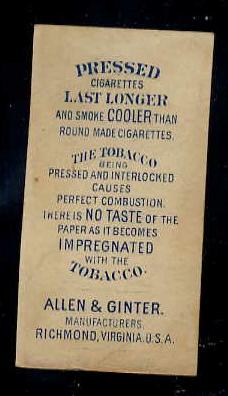 PRESSED
CIGARETTES
LAST LONGER
AND SMOKE COOLER THAN
ROUND MADE CIGARETTES.
THE TOBACCO
BEING
PRESSED AND INTERLOCKED
CAUSES
PERFECT COMBUSTION.
THERE IS NO TASTE OF THE
PAPER AS IT BECOMES
IMPREGNATED
WITH THE
TOBACCO.
ALLEN & GINTER.
MANUFACTURERS.
RICHMOND, VIRGINIA. U.S.A.